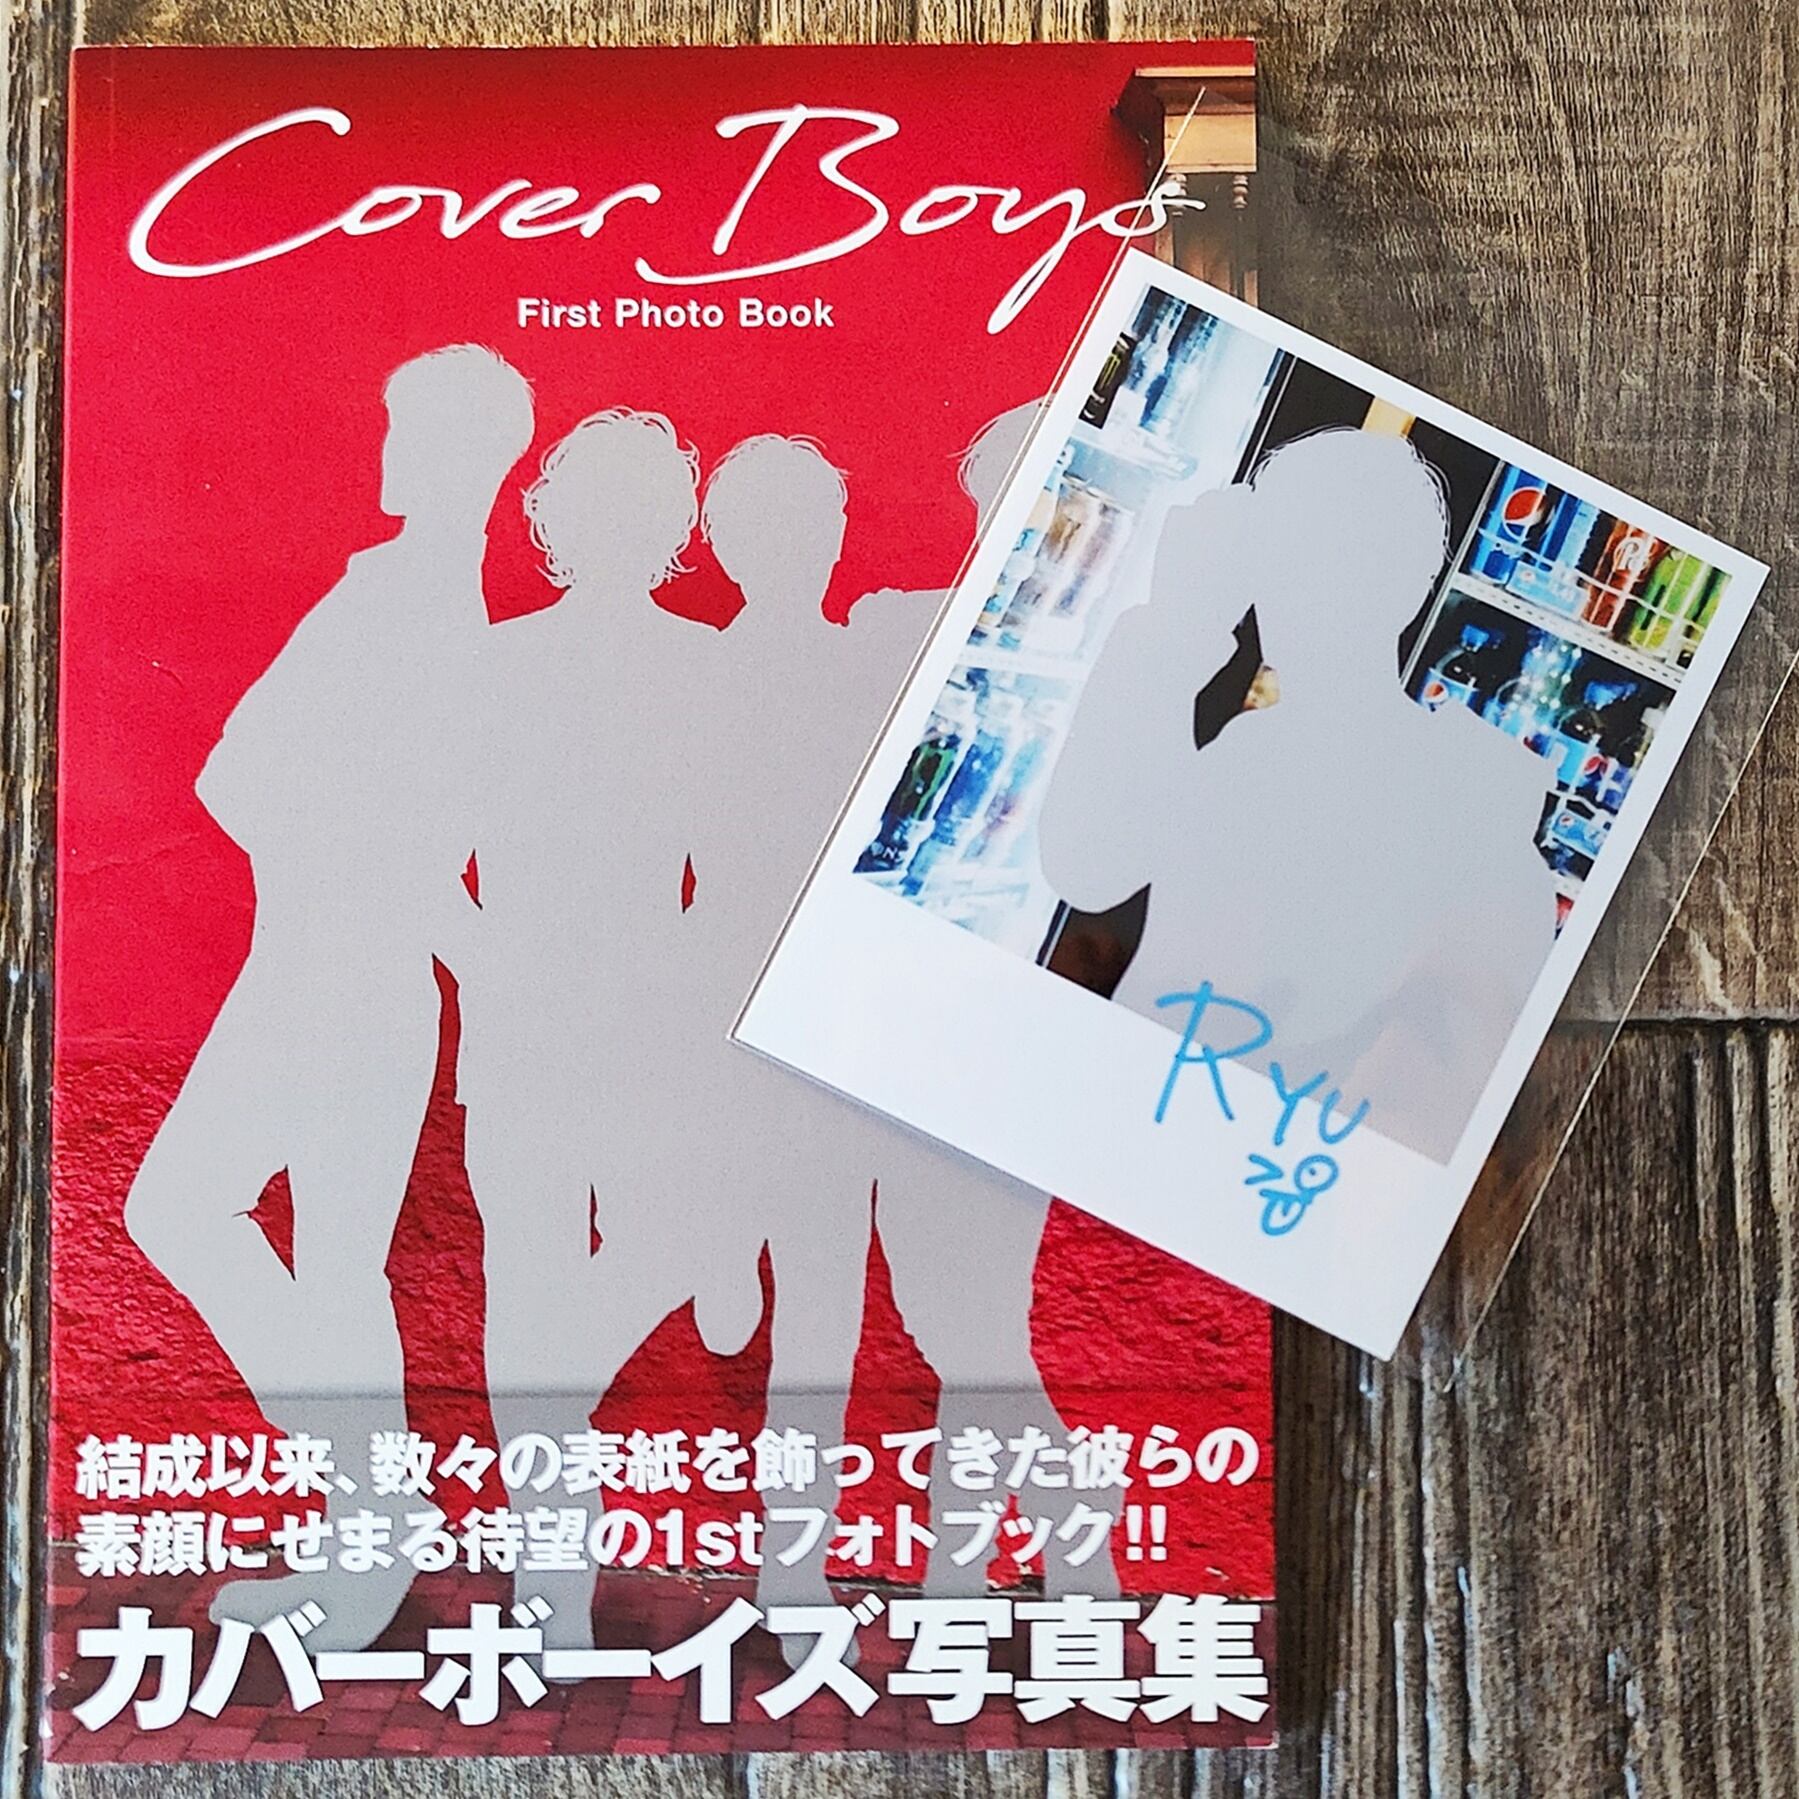 Cover Boys
First Photo Book
RYU
結成以来、数々の表紙を飾ってきた彼らの
素顔にせまる待望の1stフォトブック!!
カバーボーイズ写真集